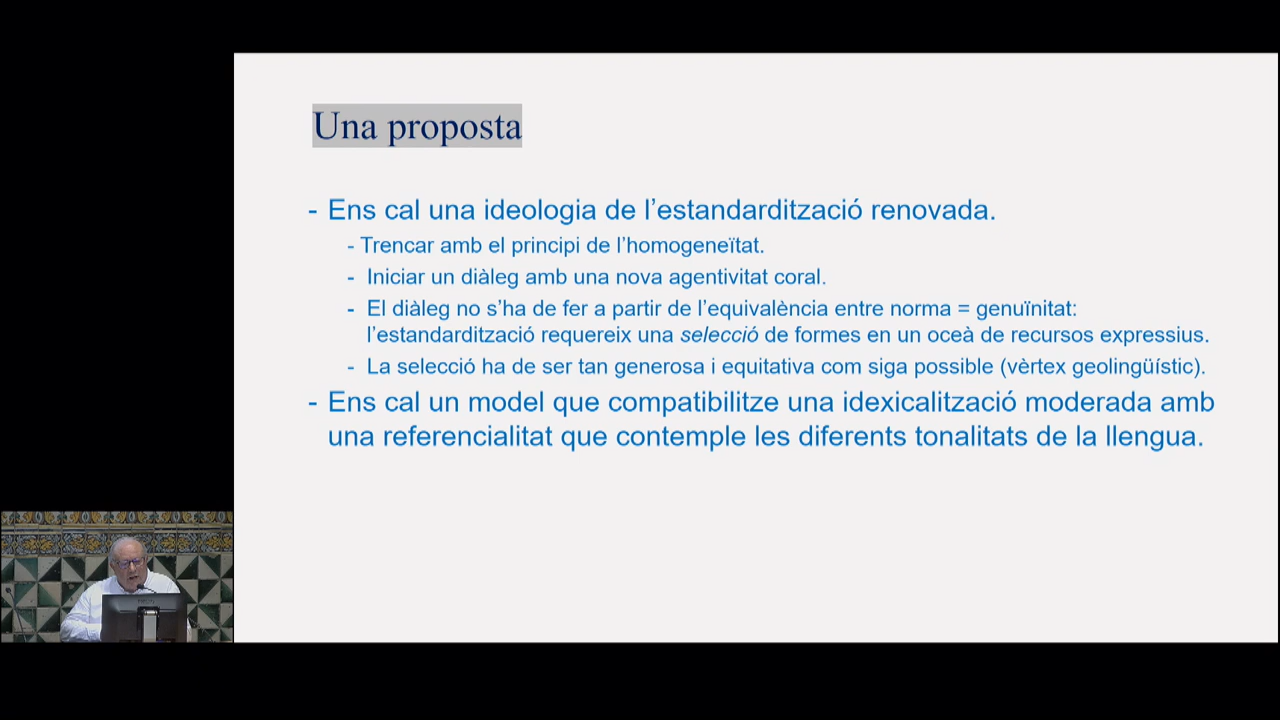 Una proposta
- Ens cal una ideologia de l’estandardització renovada.
- Trencar amb el principi de l’homogeneïtat.
- Iniciar un diàleg amb una nova agentivitat coral.
- El diàleg no s’ha de fer a partir de l’equivalència entre norma = genuïnitat:
l’estandardització requereix una selecció de formes en un oceà de recursos expressius.
- La selecció ha de ser tan generosa i equitativa com siga possible (vèrtex geolingüístic).
- Ens cal un model que compatibilitze una idexicalització moderada amb
una referencialitat que contemple les diferents tonalitats de la llengua.